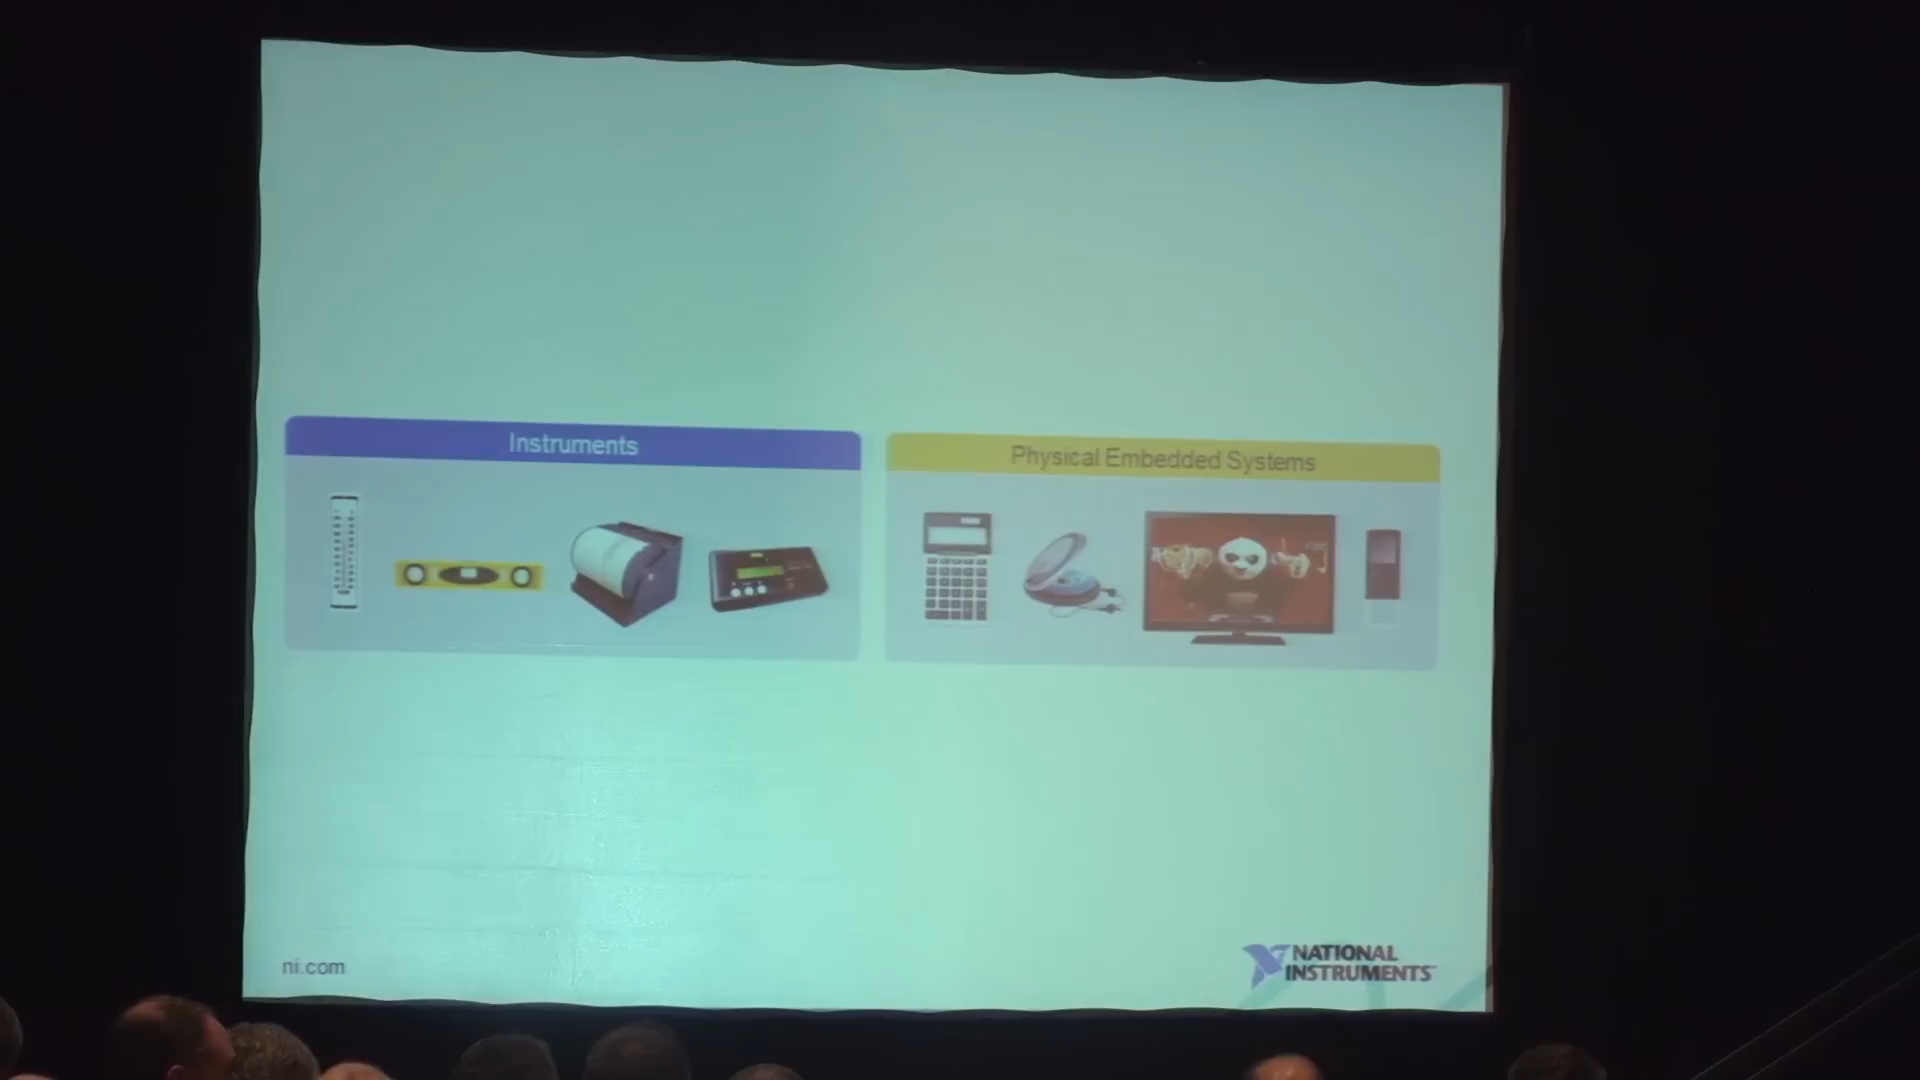 Instruments
Physical Embedded Systems
ni.com
NATIONAL
INSTRUMENTS